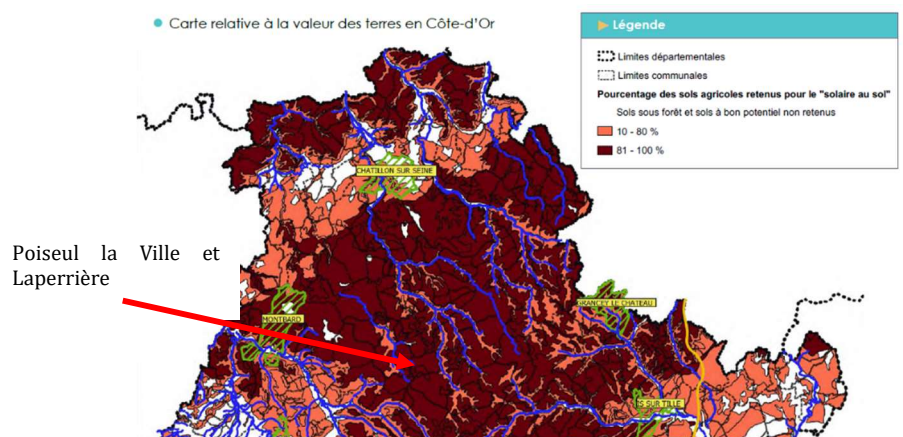 Carte relative à la valeur des terres en Côte-d'Or
Légende
Limites départementales
Limites communales
Pourcentage des sols agricoles retenus pour le "solaire au sol"
Sols sous forêt et sols à bon potentiel non retenus
10 - 80 %
81 - 100 %
CHATILLON SUR SEINE
Poiseul la Ville et
Laperrière
GRANCEY LE CHATEAU
MONTBARD
IS SUR TILLE